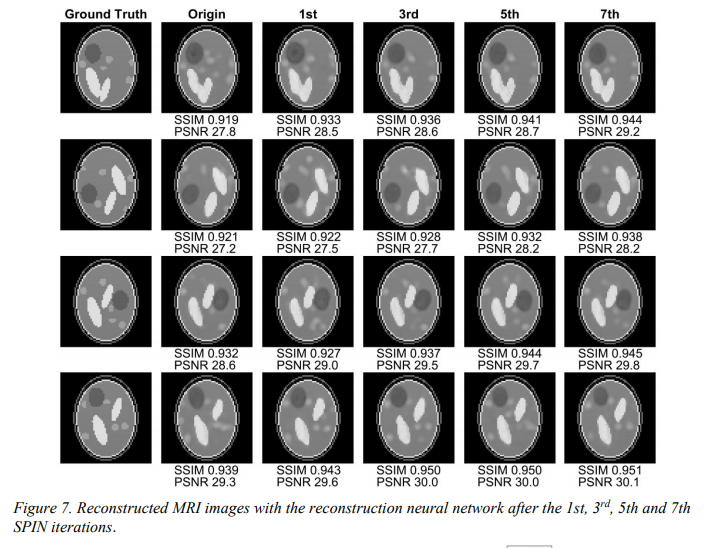 Ground Truth Origin 1st 3rd 5th 7th
SSIM 0.919 SSIM 0.933 SSIM 0.936 SSIM 0.941 SSIM 0.944
PSNR 27.8 PSNR 28.5 PSNR 28.6 PSNR 28.7 PSNR 29.2
SSIM 0.921 SSIM 0.922 SSIM 0.928 SSIM 0.932 SSIM 0.938
PSNR 27.2 PSNR 27.5 PSNR 27.7 PSNR 28.2 PSNR 28.2
SSIM 0.932 SSIM 0.927 SSIM 0.937 SSIM 0.944 SSIM 0.945
PSNR 28.6 PSNR 29.0 PSNR 29.5 PSNR 29.7 PSNR 29.8
SSIM 0.939 SSIM 0.943 SSIM 0.950 SSIM 0.950 SSIM 0.951
PSNR 29.3 PSNR 29.6 PSNR 30.0 PSNR 30.0 PSNR 30.1
Figure 7. Reconstructed MRI images with the reconstruction neural network after the 1st, 3rd, 5th and 7th
SPIN iterations.